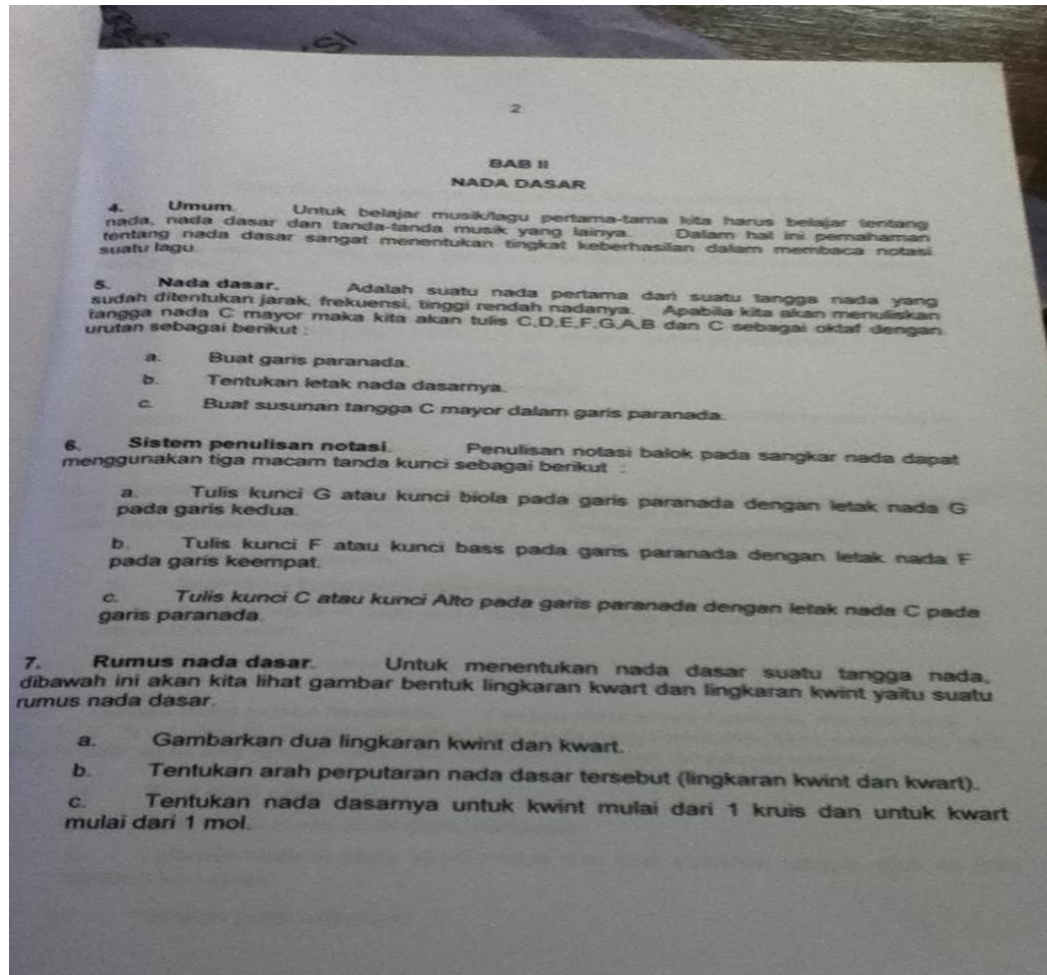 SI
2
BAB II
NADA DASAR
4. Umum. Untuk belajar musik/lagu pertama-tama kita harus belajar tentang
nada, nada dasar dan tanda-tanda musik yang lainya. Dalam hal ini pemahaman
tentang nada dasar sangat menentukan tingkat keberhasilan dalam membaca notasi
suatu lagu.
5. Nada dasar. Adalah suatu nada pertama dari suatu tangga nada yang
sudah ditentukan jarak, frekuensi, tinggi rendah nadanya. Apabila kita akan menuliskan
tangga nada C mayor maka kita akan tulis C,D,E,F,G,A,B dan C sebagai oktaf dengan
urutan sebagai berikut :
a. Buat garis paranada.
b. Tentukan letak nada dasarnya.
c. Buat susunan tangga C mayor dalam garis paranada.
6. Sistem penulisan notasi. Penulisan notasi balok pada sangkar nada dapat
menggunakan tiga macam tanda kunci sebagai berikut :
a. Tulis kunci G atau kunci biola pada garis paranada dengan letak nada G
pada garis kedua.
b. Tulis kunci F atau kunci bass pada garis paranada dengan letak nada F
pada garis keempat.
c. Tulis kunci C atau kunci Alto pada garis paranada dengan letak nada C pada
garis paranada.
7. Rumus nada dasar. Untuk menentukan nada dasar suatu tangga nada,
dibawah ini akan kita lihat gambar bentuk lingkaran kwart dan lingkaran kwint yaitu suatu
rumus nada dasar.
a. Gambarkan dua lingkaran kwint dan kwart.
b. Tentukan arah perputaran nada dasar tersebut (lingkaran kwint dan kwart).
c. Tentukan nada dasarnya untuk kwint mulai dari 1 kruis dan untuk kwart
mulai dari 1 mol.